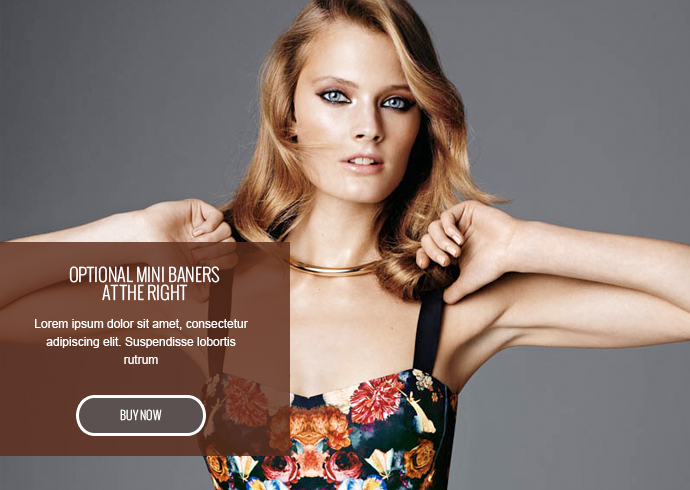 OPTIONAL MINI BANERS
AT THE RIGHT
Lorem ipsum dolor sit amet, consectetur
adipiscing elit. Suspendisse lobortis
rutrum
BUY NOW